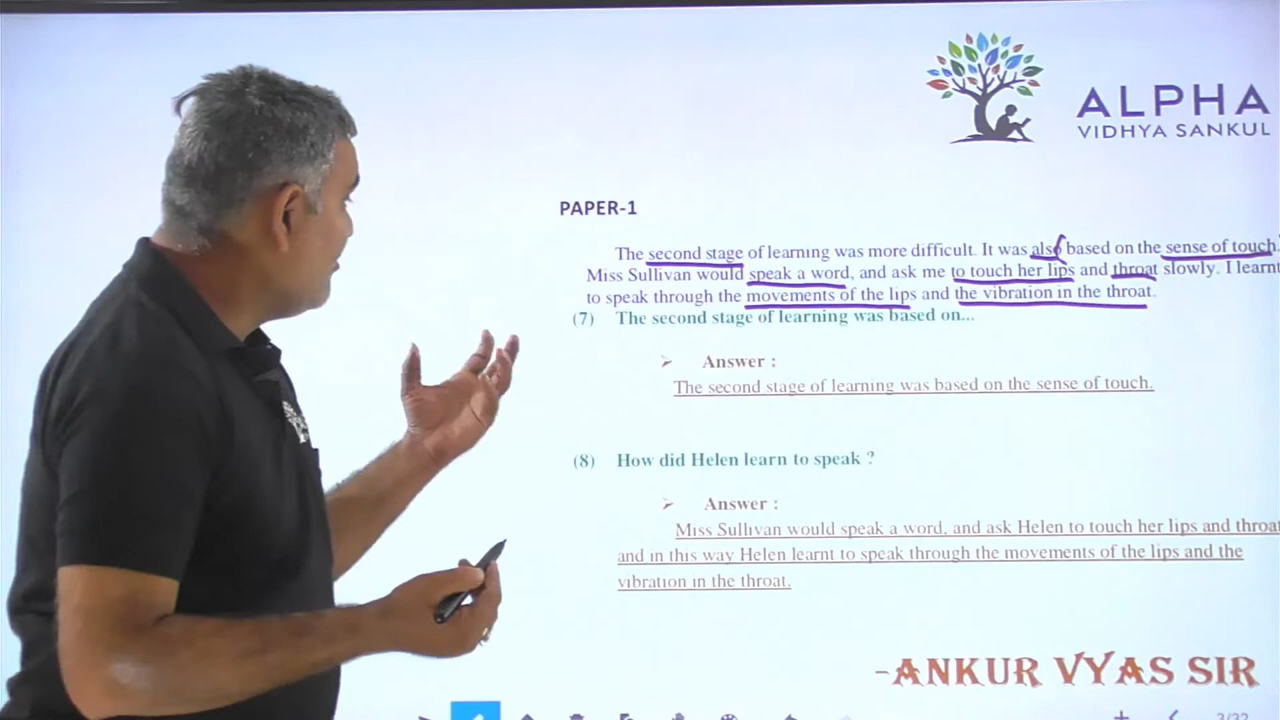 ALPHA
VIDHYA SANKUL
PAPER-1
The second stage of learning was more difficult. It was also based on the sense of touch.
Miss Sullivan would speak a word, and ask me to touch her lips and throat slowly. I learnt
to speak through the movements of the lips and the vibration in the throat.
(7) The second stage of learning was based on...
➢ Answer :
The second stage of learning was based on the sense of touch.
(8) How did Helen learn to speak ?
➢ Answer :
Miss Sullivan would speak a word, and ask Helen to touch her lips and throat
and in this way Helen learnt to speak through the movements of the lips and the
vibration in the throat.
-ANKUR VYAS SIR